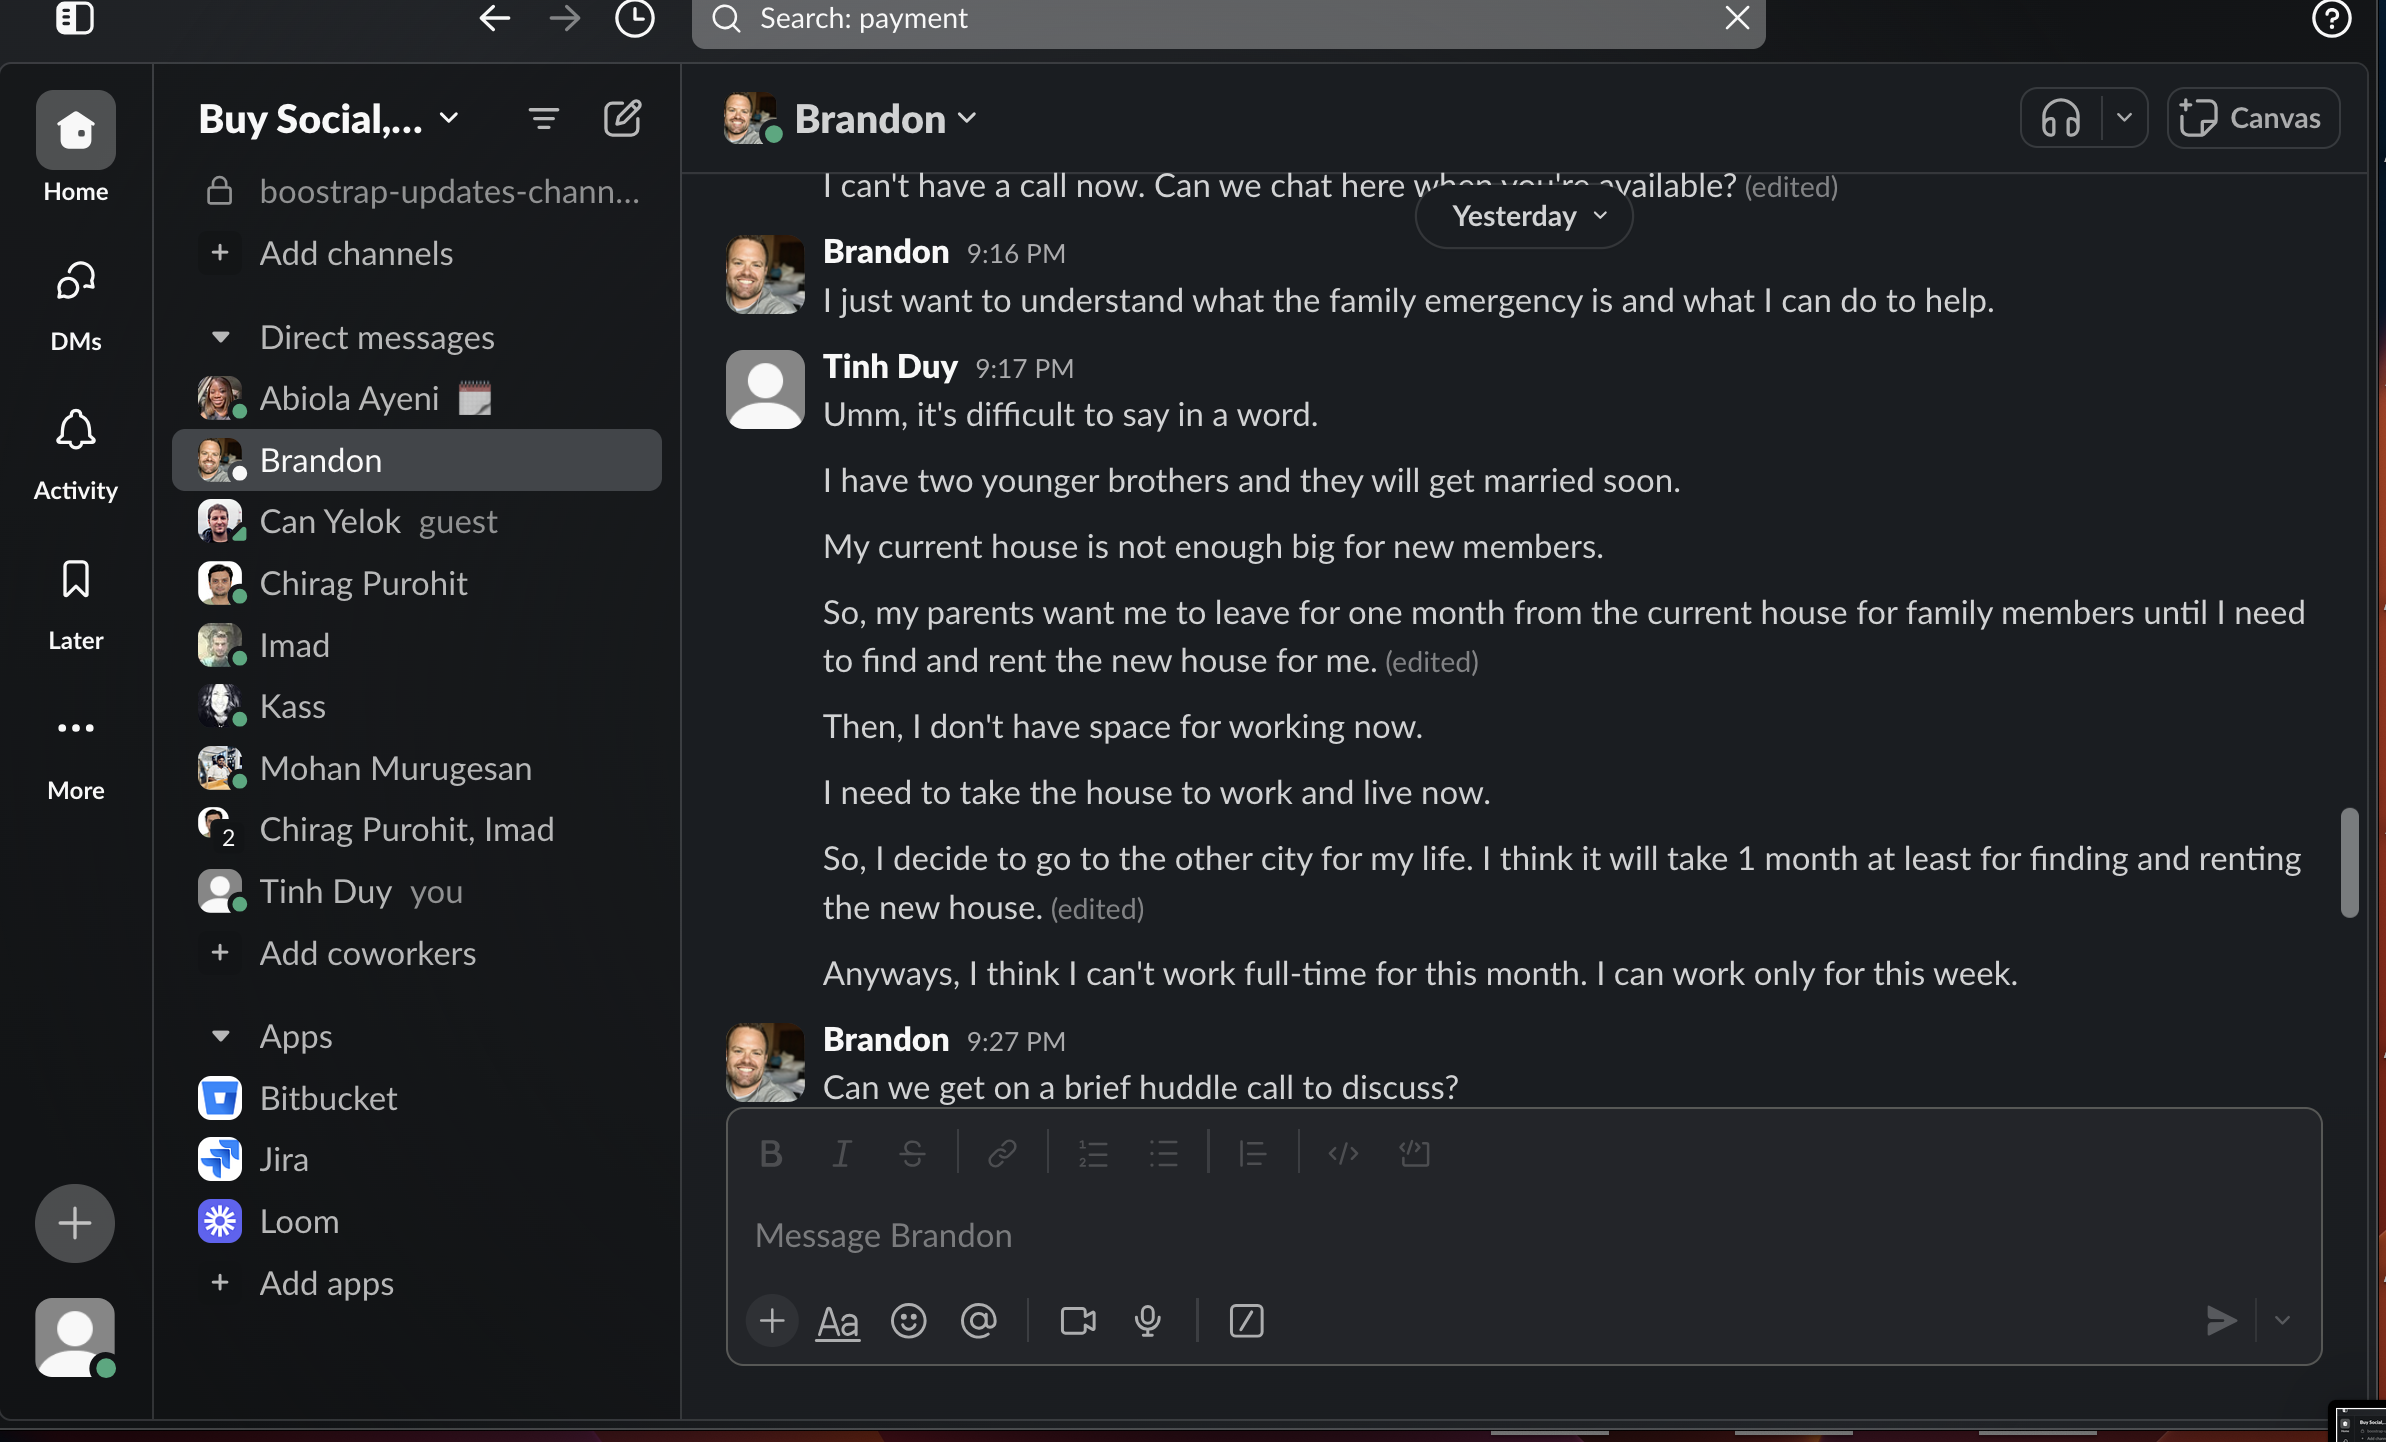 Search: payment
Home
DMs
Activity
Later
More
Buy Social,...
boostrap-updates-chann...
Add channels
Direct messages
Abiola Ayeni
Brandon
Can Yelok guest
Chirag Purohit
Imad
Kass
Mohan Murugesan
2 Chirag Purohit, Imad
Tinh Duy you
Add coworkers
Apps
Bitbucket
Jira
Loom
Add apps
Brandon
Canvas
I can't have a call now. Can we chat here when you're available? (edited)
Yesterday
Brandon 9:16 PM
I just want to understand what the family emergency is and what I can do to help.
Tinh Duy 9:17 PM
Umm, it's difficult to say in a word.
I have two younger brothers and they will get married soon.
My current house is not enough big for new members.
So, my parents want me to leave for one month from the current house for family members until I need
to find and rent the new house for me. (edited)
Then, I don't have space for working now.
I need to take the house to work and live now.
So, I decide to go to the other city for my life. I think it will take 1 month at least for finding and renting
the new house. (edited)
Anyways, I think I can't work full-time for this month. I can work only for this week.
Brandon 9:27 PM
Can we get on a brief huddle call to discuss?
Message Brandon
Aa